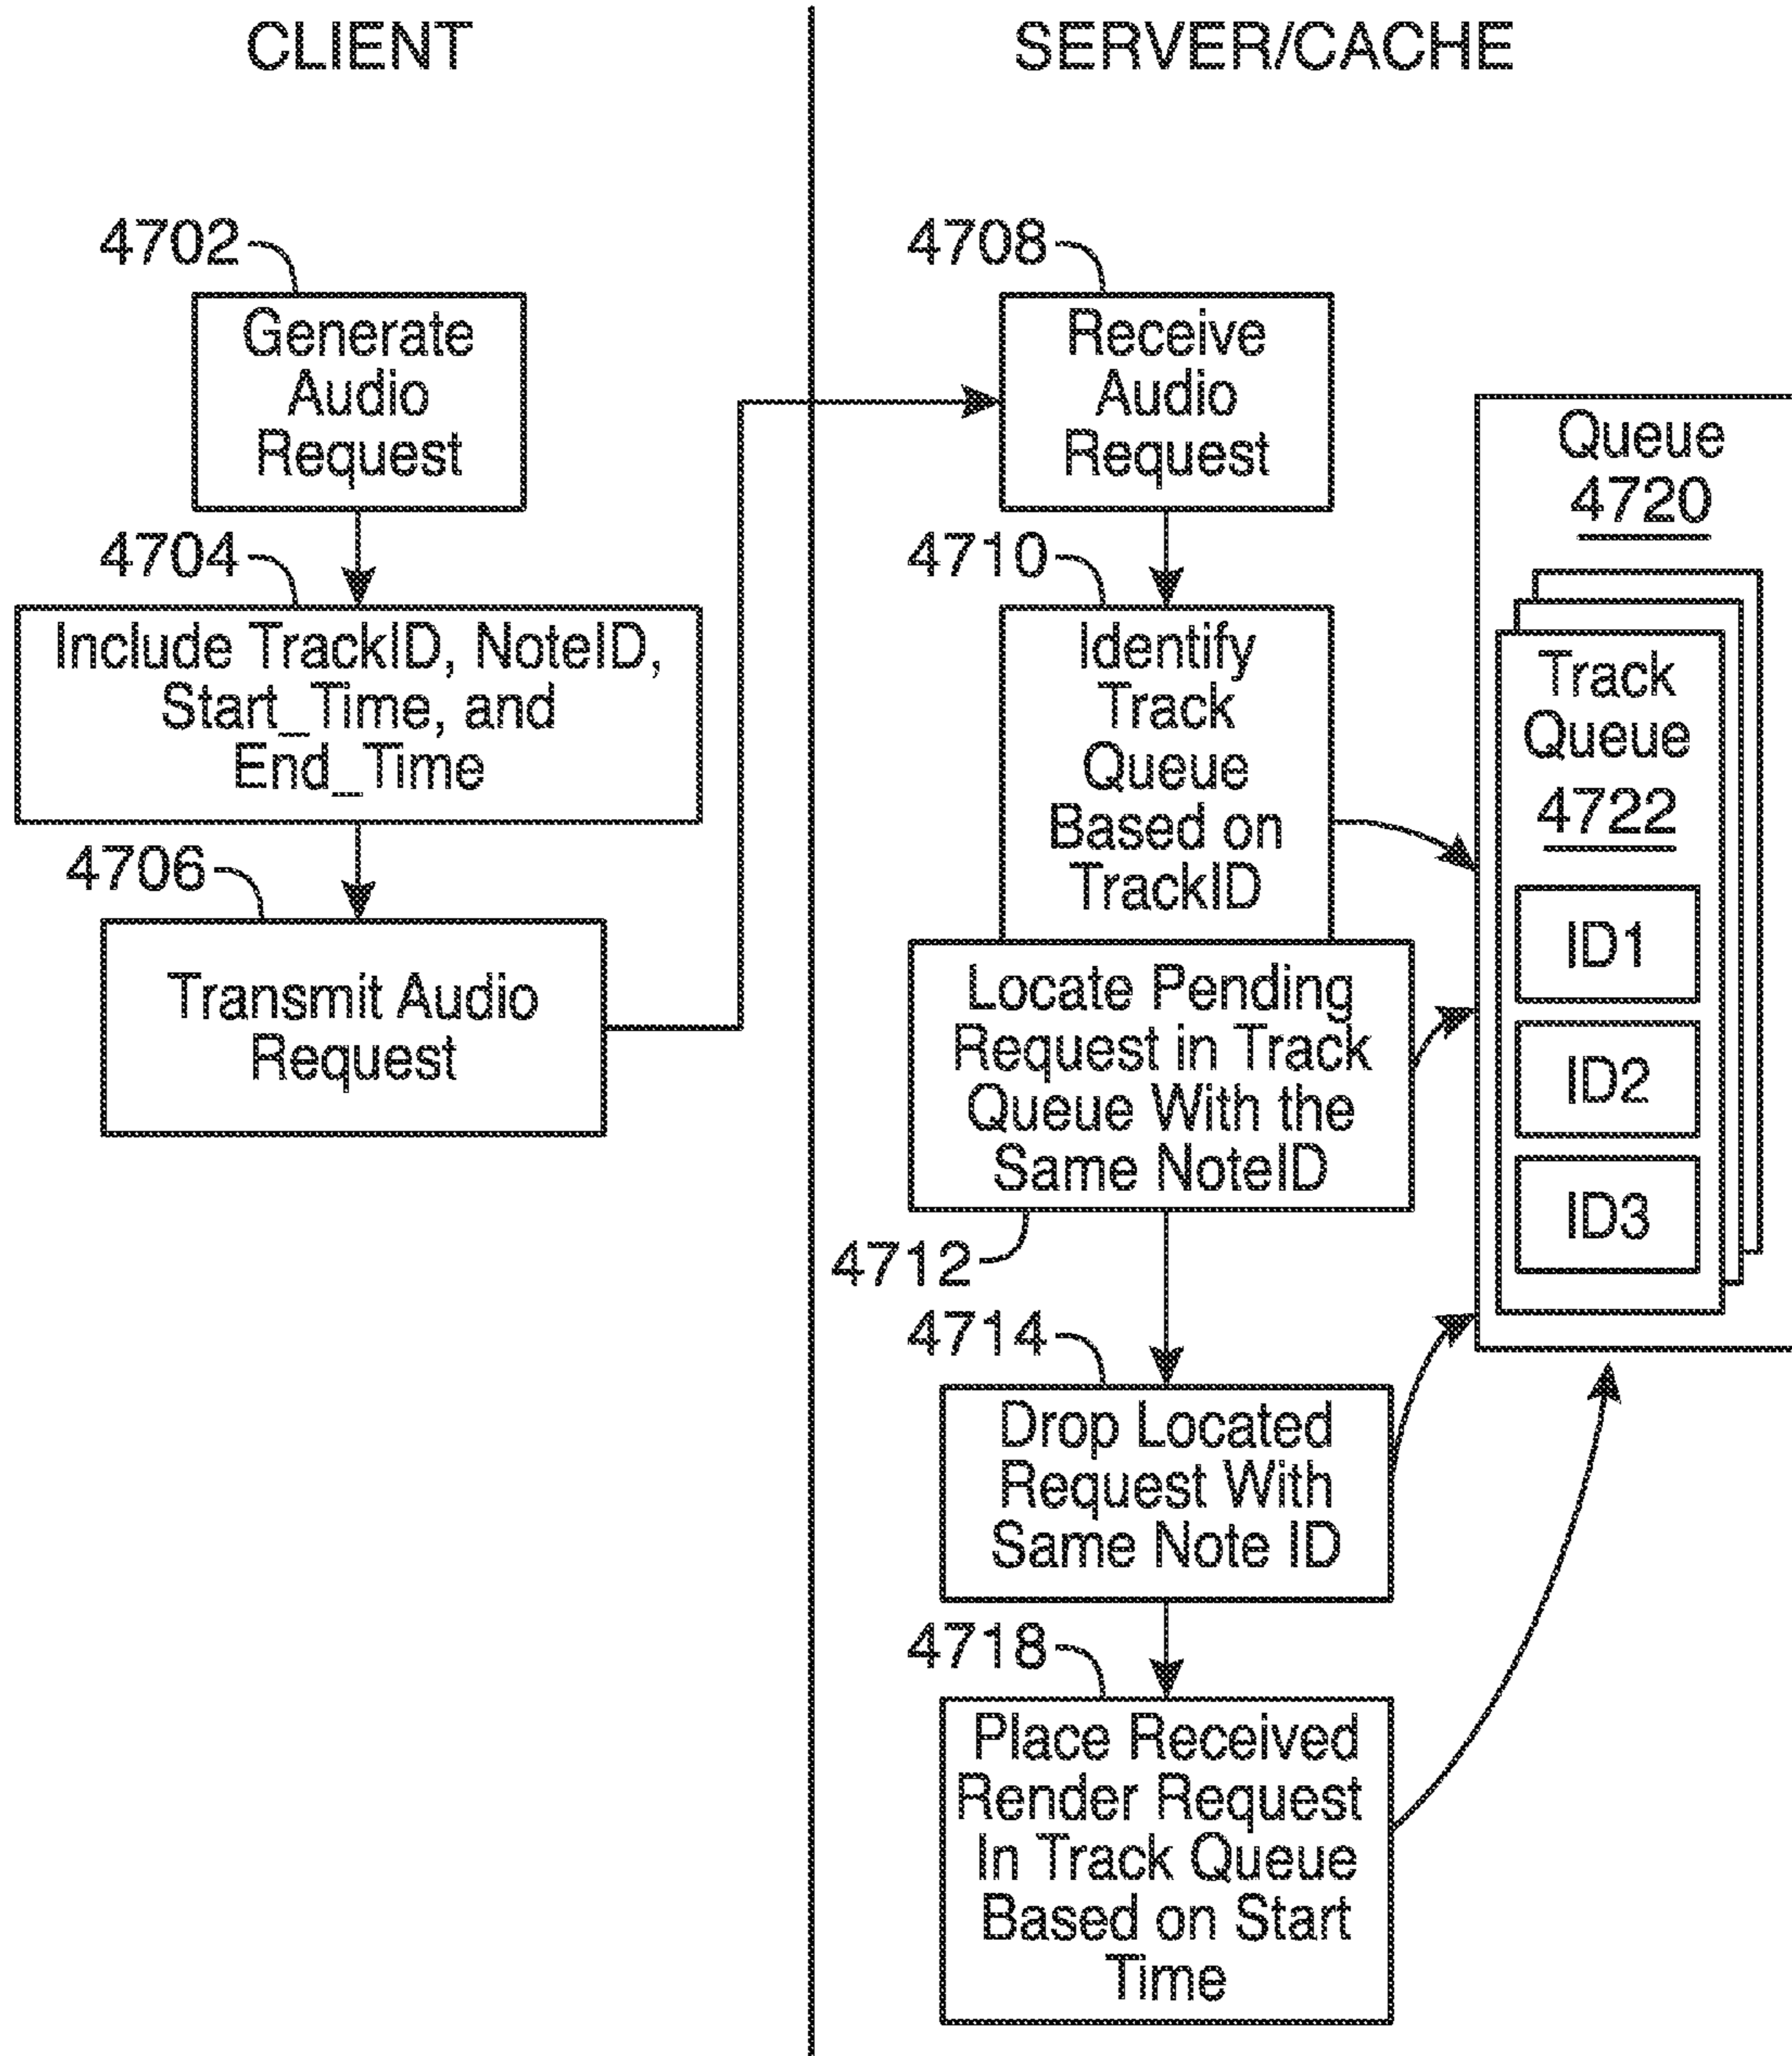 CLIENT
SERVER/CACHE
4702
Generate
Audio
Request
4704
Include TrackID, NoteID,
Start_Time, and
End_Time
4706
Transmit Audio
Request
4708
Receive
Audio
Request
4710
Identify
Track
Queue
Based on
TrackID
Locate Pending
Request in Track
Queue With the
Same NoteID
4712
4714
Drop Located
Request With
Same Note ID
4718
Place Received
Render Request
In Track Queue
Based on Start
Time
Queue
4720
Track
Queue
4722
ID1
ID2
ID3